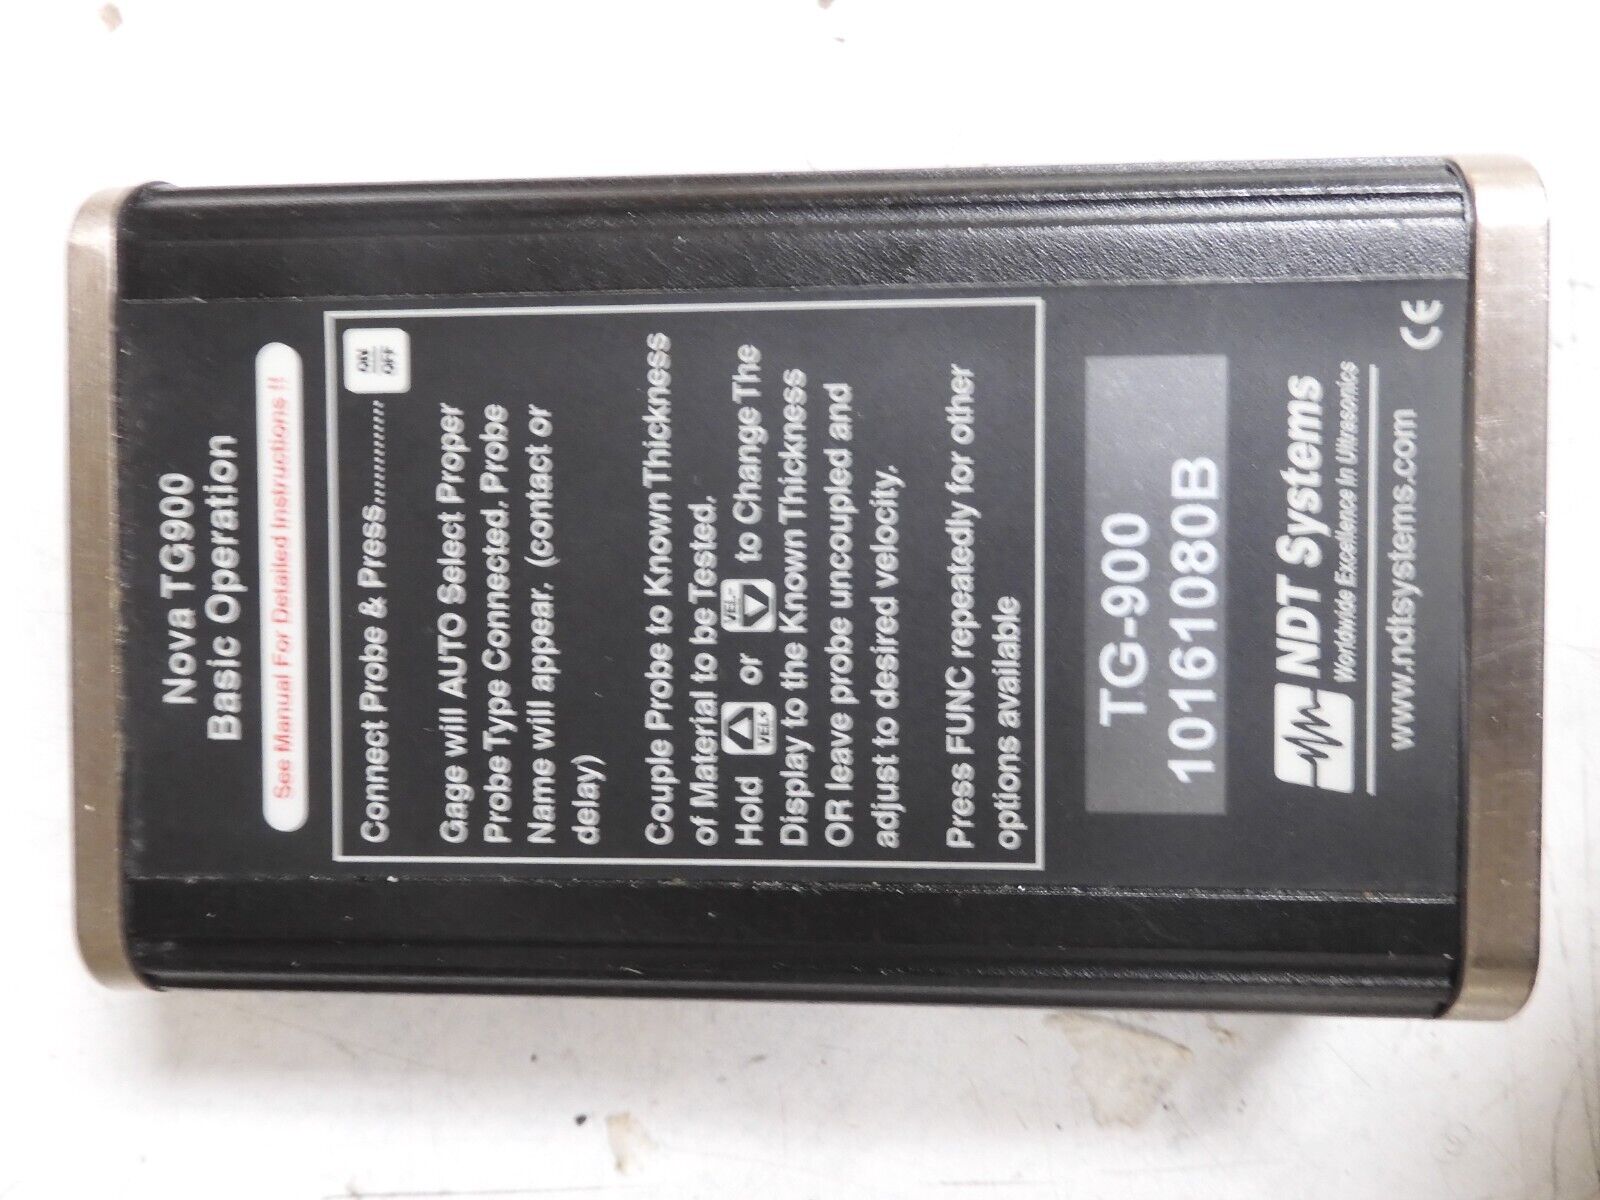 Nova TG900
Basic Operation
See Manual For Detailed Instructions !!
Connect Probe & Press............... ON OFF
Gage will AUTO Select Proper
Probe Type Connected. Probe
Name will appear. (contact or
delay)
Couple Probe to Known Thickness
of Material to be Tested.
Hold VEL+ or VEL- to Change The
Display to the Known Thickness
OR leave probe uncoupled and
adjust to desired velocity.
Press FUNC repeatedly for other
options available
TG-900
10161080B
NDT Systems
Worldwide Excellence in Ultrasonics
www.ndtsystems.com
CE